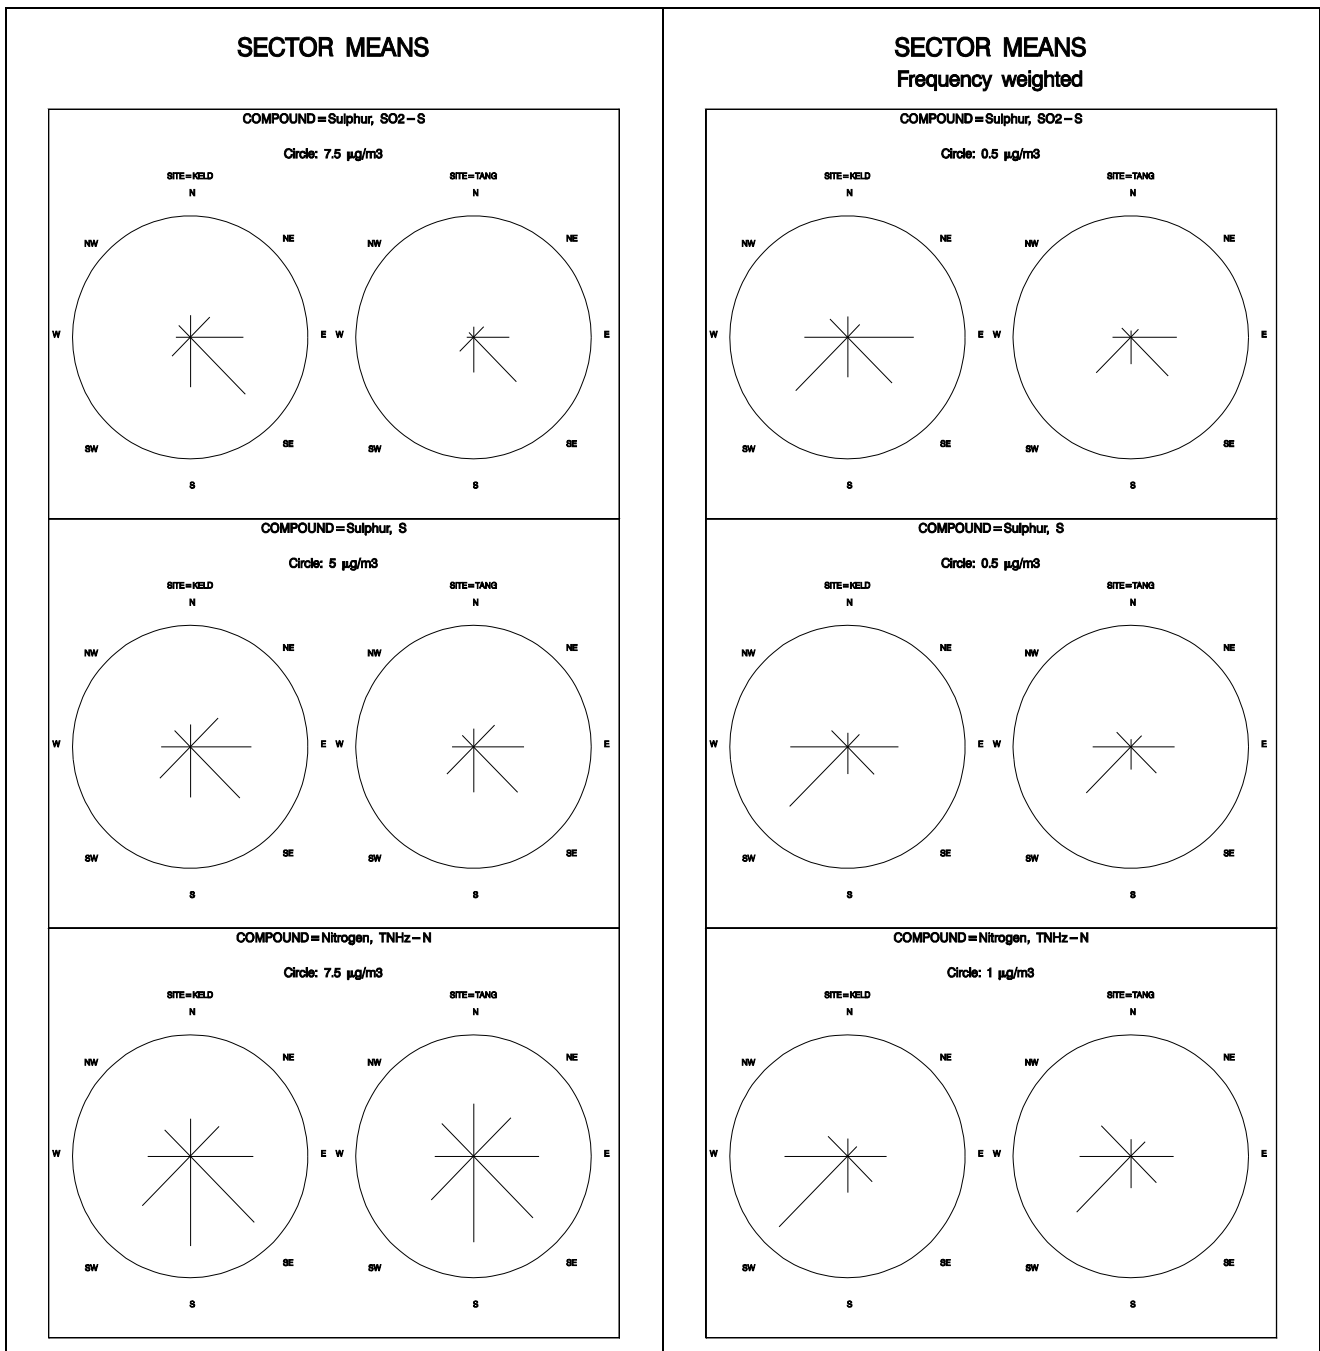 SECTOR MEANS
COMPOUND=Sulphur, SO2-S
Circle: 7.5 µg/m3
SITE=KELD
SITE=TANG
N
N
NW
NE
NW
NE
W
E
W
E
SW
SE
SW
SE
S
S
COMPOUND=Sulphur, S
Circle: 5 µg/m3
SITE=KELD
SITE=TANG
N
N
NW
NE
NW
NE
W
E
W
E
SW
SE
SW
SE
S
S
COMPOUND=Nitrogen, TNHz-N
Circle: 7.5 µg/m3
SITE=KELD
SITE=TANG
N
N
NW
NE
NW
NE
W
E
W
E
SW
SE
SW
SE
S
S
SECTOR MEANS
Frequency weighted
COMPOUND=Sulphur, SO2-S
Circle: 0.5 µg/m3
SITE=KELD
SITE=TANG
N
N
NW
NE
NW
NE
W
E
W
E
SW
SE
SW
SE
S
S
COMPOUND=Sulphur, S
Circle: 0.5 µg/m3
SITE=KELD
SITE=TANG
N
N
NW
NE
NW
NE
W
E
W
E
SW
SE
SW
SE
S
S
COMPOUND=Nitrogen, TNHz-N
Circle: 1 µg/m3
SITE=KELD
SITE=TANG
N
N
NW
NE
NW
NE
W
E
W
E
SW
SE
SW
SE
S
S